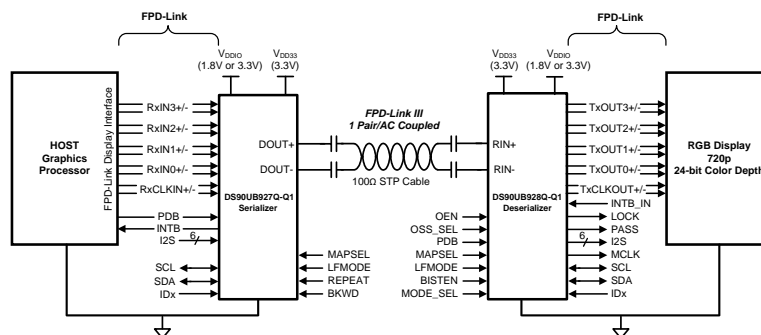 FPD-Link
FPD-Link
VDDIO
(1.8V or 3.3V)
VDD33
(3.3V)
VDD33
(3.3V)
VDDIO
(1.8V or 3.3V)
HOST
Graphics
Processor
FPD-Link Display Interface
RxIN3+/-
RxIN2+/-
RxIN1+/-
RxIN0+/-
RxCLKIN+/-
PDB
INTB
I2S
6
SCL
SDA
IDx
DOUT+
DOUT-
DS90UB927Q-Q1
Serializer
MAPSEL
LFMODE
REPEAT
BKWD
FPD-Link III
1 Pair/AC Coupled
100Ω STP Cable
RIN+
RIN-
DS90UB928Q-Q1
Deserializer
OEN
OSS_SEL
PDB
MAPSEL
LFMODE
BISTEN
MODE_SEL
TxOUT3+/-
TxOUT2+/-
TxOUT1+/-
TxOUT0+/-
TxCLKOUT+/-
INTB_IN
LOCK
PASS
6
I2S
MCLK
SCL
SDA
IDx
RGB Display
720p
24-bit Color Depth